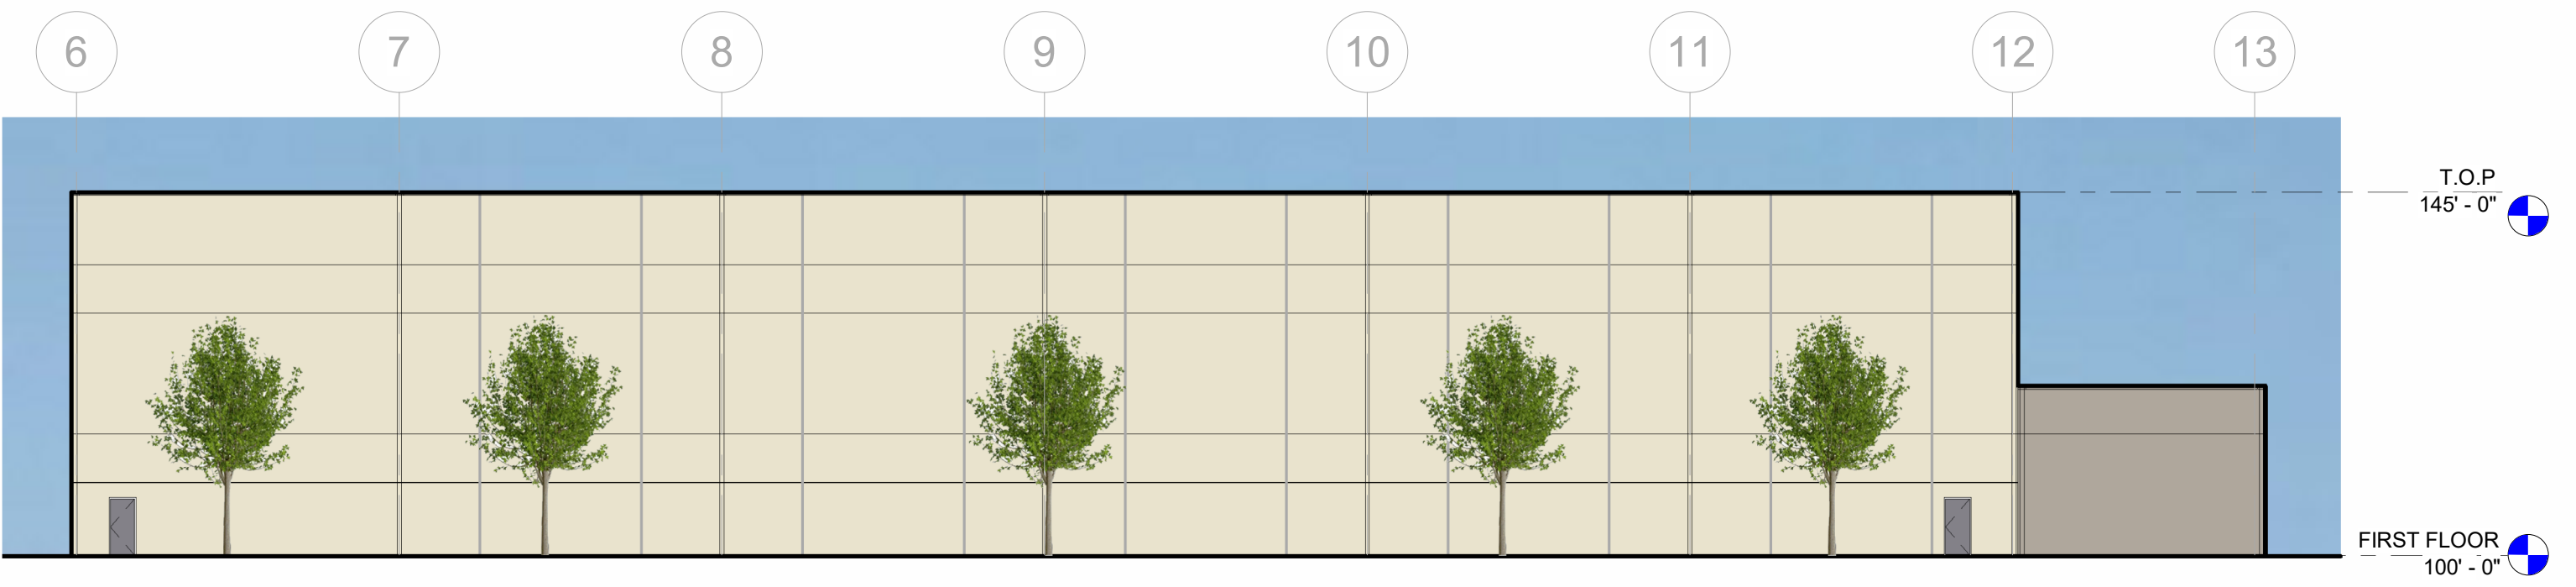 6 7 8 9 10 11 12 13
T.O.P
145' - 0"
FIRST FLOOR
100' - 0"